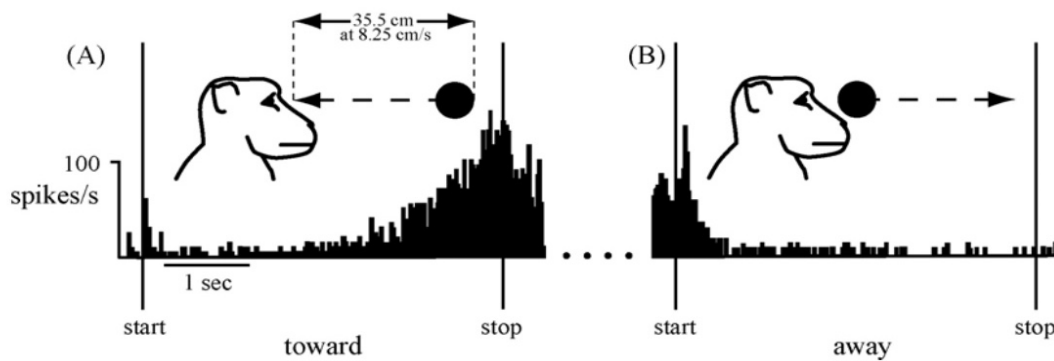 35.5 cm
at 8.25 cm/s
(A)
(B)
100
spikes/s
1 sec
start
stop
start
stop
toward
away